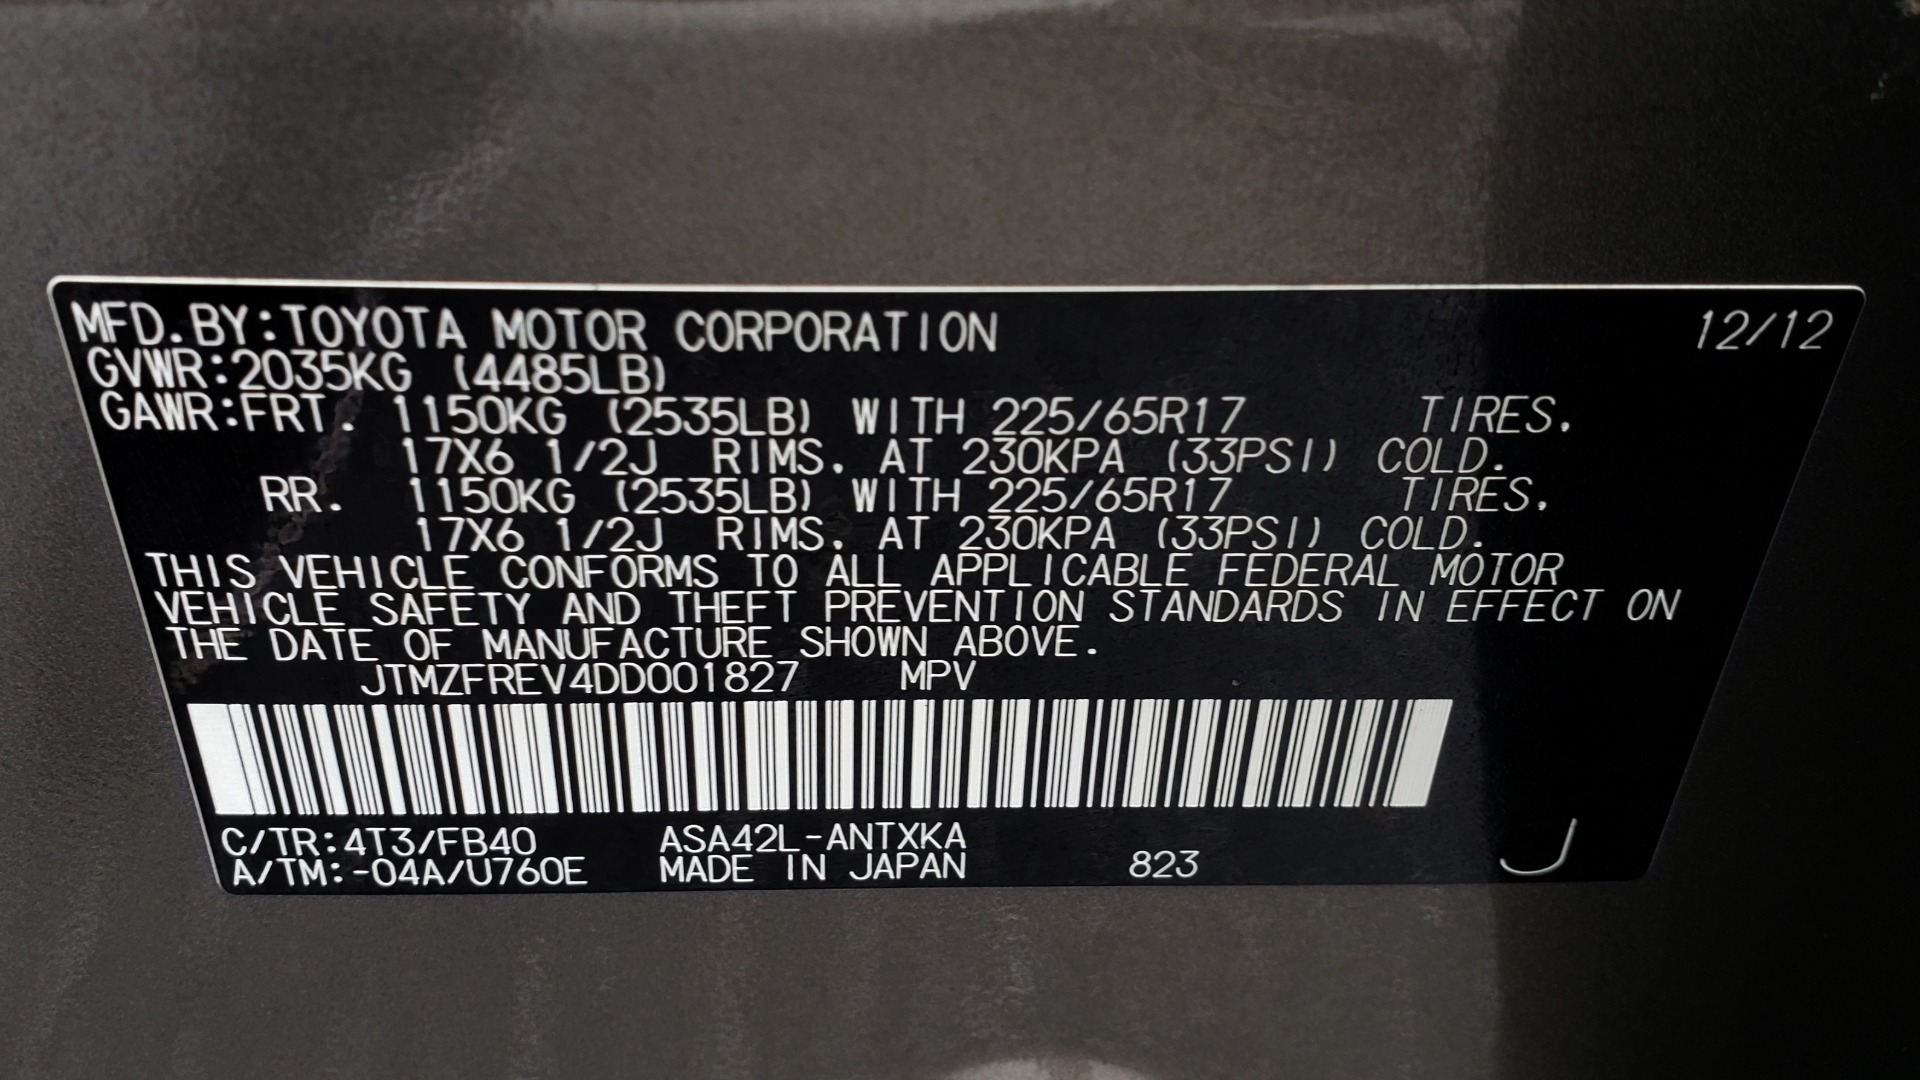 MFD.BY:TOYOTA MOTOR CORPORATION 12/12
GVWR:2035KG (4485LB)
GAWR:FRT. 1150KG (2535LB) WITH 225/65R17 TIRES.
17X6 1/2J RIMS. AT 230KPA (33PSI) COLD.
RR. 1150KG (2535LB) WITH 225/65R17 TIRES.
17X6 1/2J RIMS. AT 230KPA (33PSI) COLD.
THIS VEHICLE CONFORMS TO ALL APPLICABLE FEDERAL MOTOR
VEHICLE SAFETY AND THEFT PREVENTION STANDARDS IN EFFECT ON
THE DATE OF MANUFACTURE SHOWN ABOVE.
JTMZFREV4DD001827 MPV
C/TR:4T3/FB40 ASA42L-ANTXKA
A/TM:-04A/U760E MADE IN JAPAN 823 J